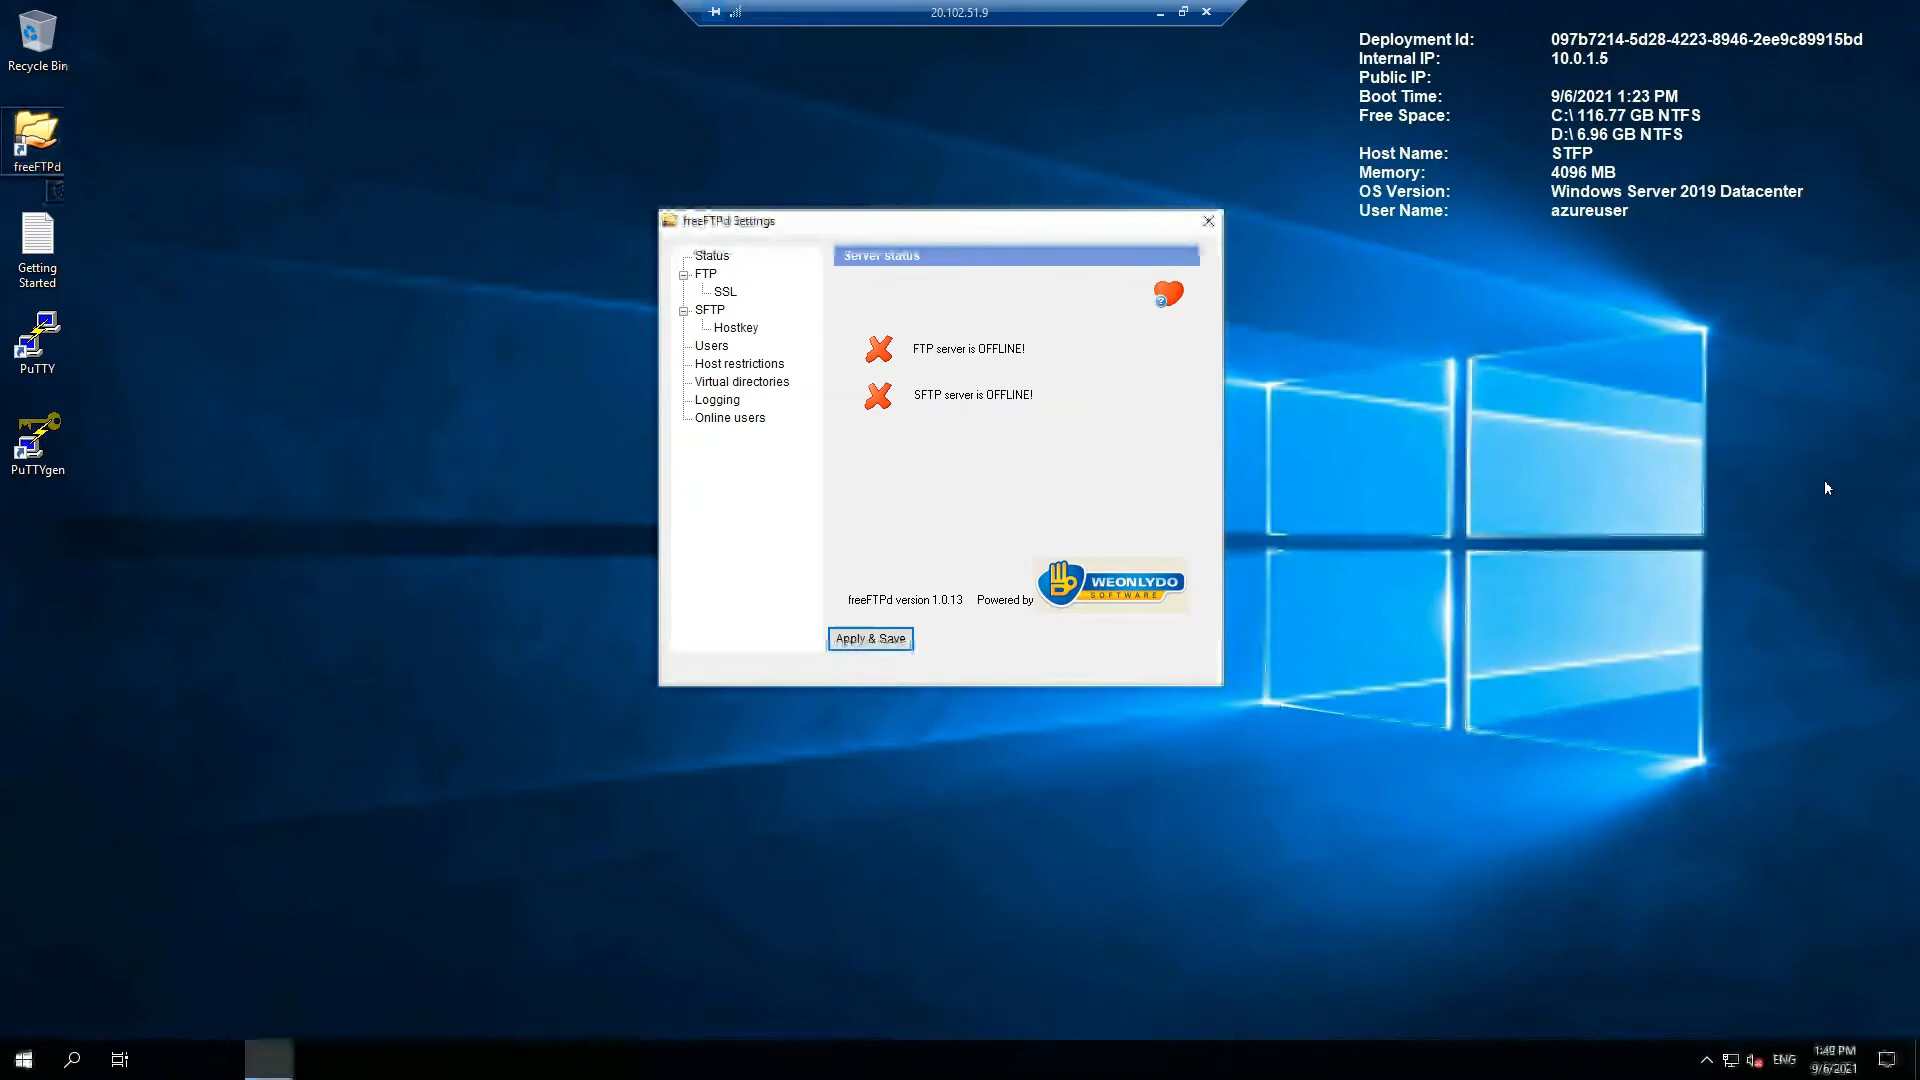 20.102.51.9
Recycle Bin
freeFTPd
Getting
Started
PuTTY
PuTTYgen
Deployment Id: 097b7214-5d28-4223-8946-2ee9c89915bd
Internal IP: 10.0.1.5
Public IP:
Boot Time: 9/6/2021 1:23 PM
Free Space: C:\ 116.77 GB NTFS
D:\ 6.96 GB NTFS
Host Name: STFP
Memory: 4096 MB
OS Version: Windows Server 2019 Datacenter
User Name: azureuser
freeFTPd Settings
Status
FTP
SSL
SFTP
Hostkey
Users
Host restrictions
Virtual directories
Logging
Online users
Server status
FTP server is OFFLINE!
SFTP server is OFFLINE!
WEONLYDO
SOFTWARE
freeFTPd version 1.0.13 Powered by
Apply & Save
ENG
1:49 PM
9/6/2021